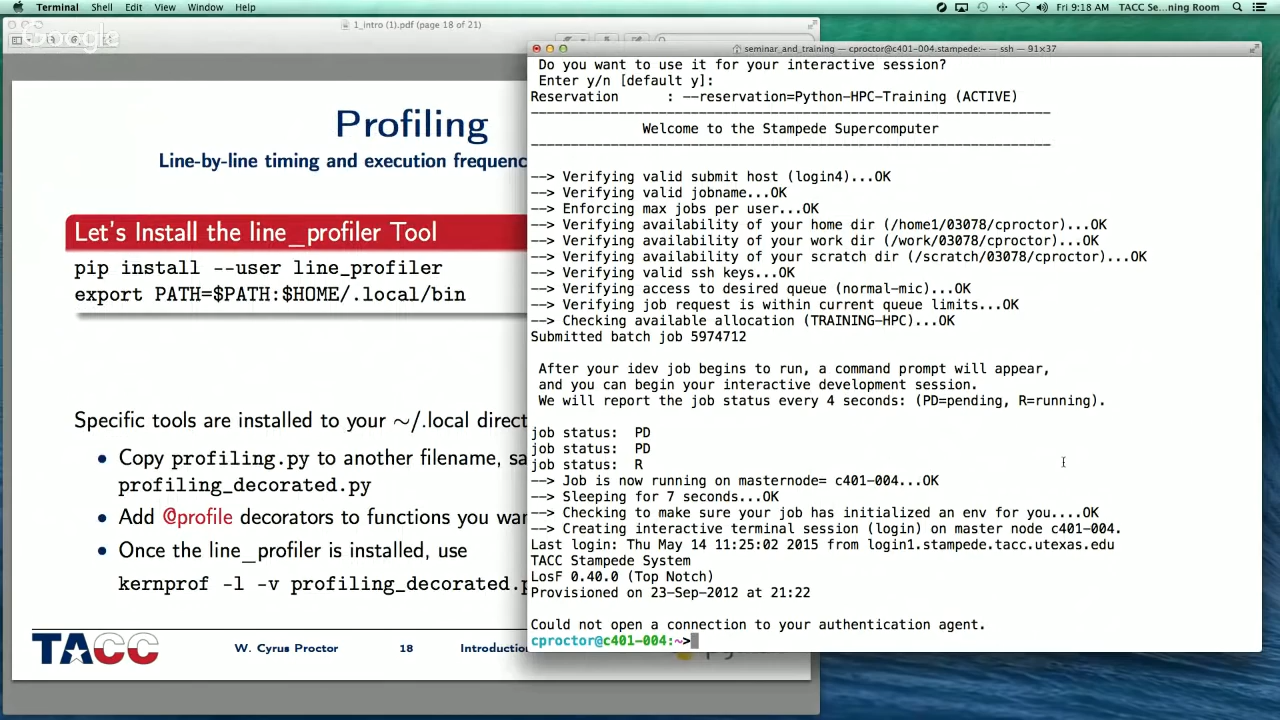 Terminal Shell Edit View Window Help Fri 9:18 AM TACC Se...ning Room
1_intro (1).pdf (page 18 of 21)
Google
Profiling
Line-by-line timing and execution frequenc
Let's Install the line_profiler Tool
pip install --user line_profiler
export PATH=$PATH:$HOME/.local/bin
Specific tools are installed to your ~/.local direct
• Copy profiling.py to another filename, sa
profiling_decorated.py
• Add @profile decorators to functions you wan
• Once the line_profiler is installed, use
kernprof -l -v profiling_decorated.p
TACC W. Cyrus Proctor 18 Introduction
seminar_and_training — cproctor@c401-004.stampede:~ — ssh — 91×37
Do you want to use it for your interactive session?
Enter y/n [default y]:
Reservation : --reservation=Python-HPC-Training (ACTIVE)
-----------------------------------------------------------------
Welcome to the Stampede Supercomputer
-----------------------------------------------------------------
--> Verifying valid submit host (login4)...OK
--> Verifying valid jobname...OK
--> Enforcing max jobs per user...OK
--> Verifying availability of your home dir (/home1/03078/cproctor)...OK
--> Verifying availability of your work dir (/work/03078/cproctor)...OK
--> Verifying availability of your scratch dir (/scratch/03078/cproctor)...OK
--> Verifying valid ssh keys...OK
--> Verifying access to desired queue (normal-mic)...OK
--> Verifying job request is within current queue limits...OK
--> Checking available allocation (TRAINING-HPC)...OK
Submitted batch job 5974712
After your idev job begins to run, a command prompt will appear,
and you can begin your interactive development session.
We will report the job status every 4 seconds: (PD=pending, R=running).
job status: PD
job status: PD
job status: R
--> Job is now running on masternode= c401-004...OK
--> Sleeping for 7 seconds...OK
--> Checking to make sure your job has initialized an env for you....OK
--> Creating interactive terminal session (login) on master node c401-004.
Last login: Thu May 14 11:25:02 2015 from login1.stampede.tacc.utexas.edu
TACC Stampede System
LosF 0.40.0 (Top Notch)
Provisioned on 23-Sep-2012 at 21:22
Could not open a connection to your authentication agent.
cproctor@c401-004:~>